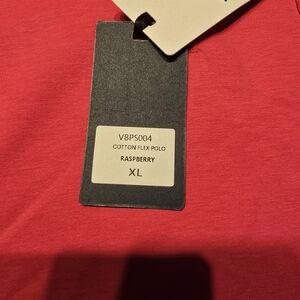 VBPS004
COTTON FLEX POLO
RASPBERRY
XL